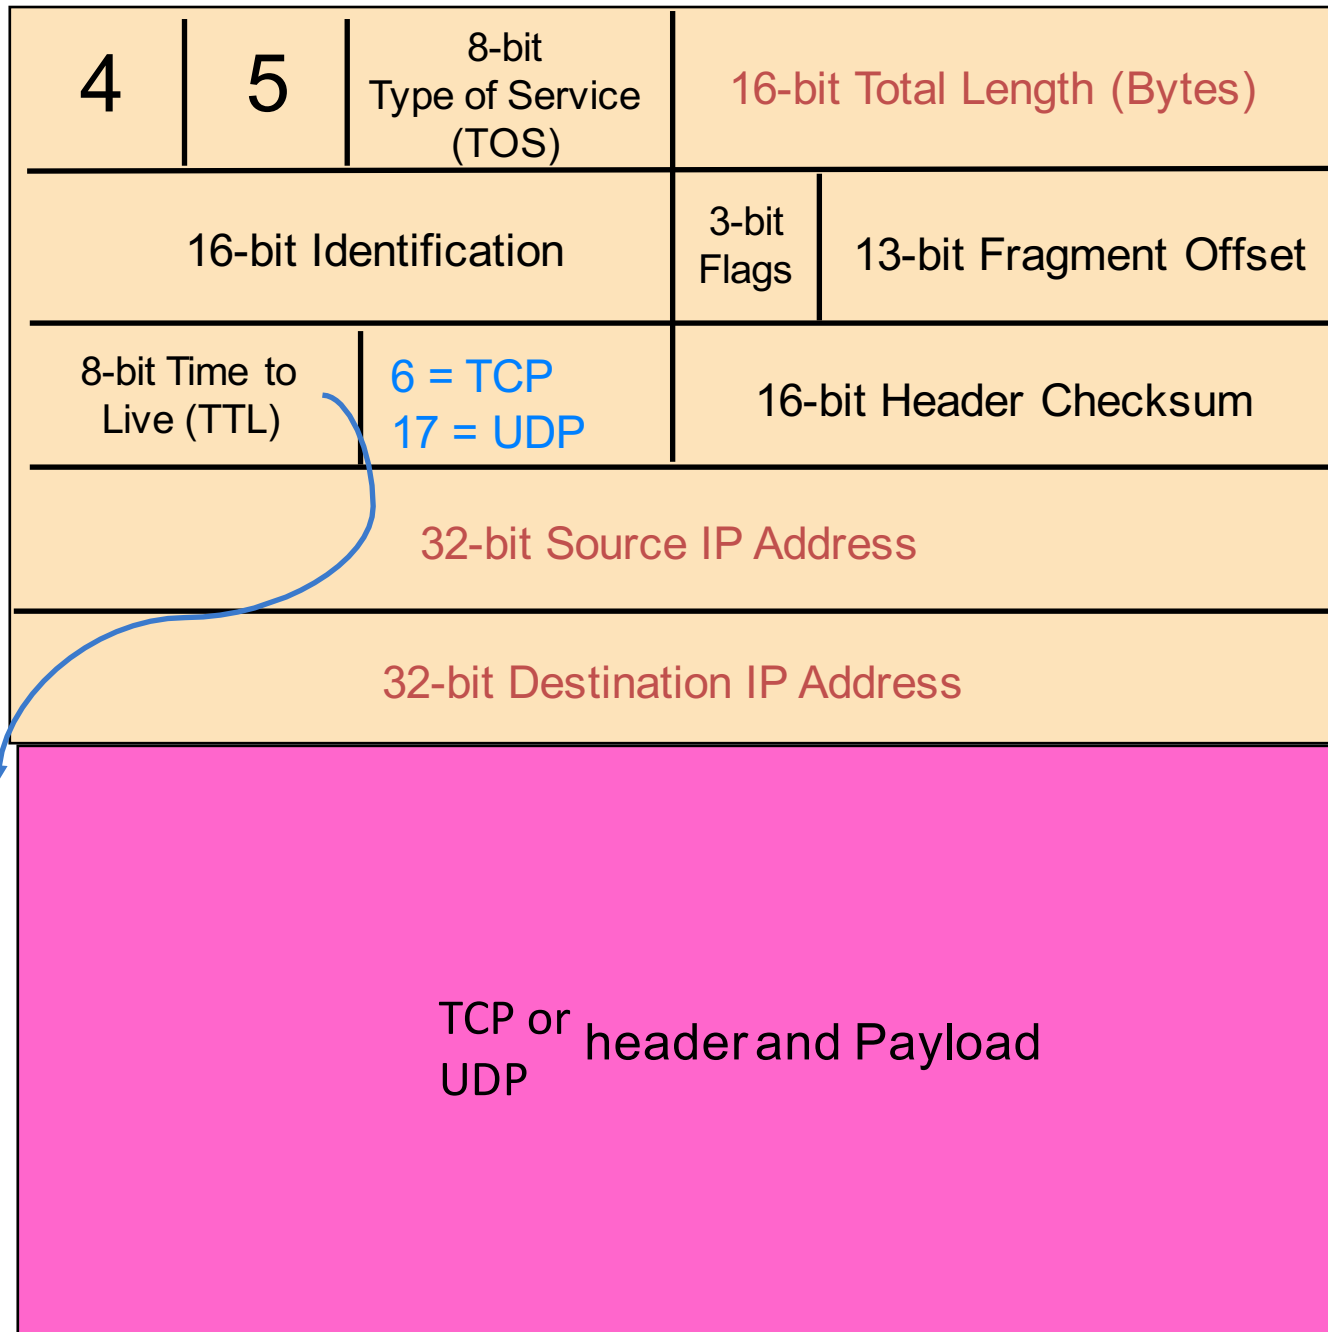 4
5
8-bit
Type of Service
(TOS)
16-bit Total Length (Bytes)
16-bit Identification
3-bit
Flags
13-bit Fragment Offset
8-bit Time to
Live (TTL)
6 = TCP
17 = UDP
16-bit Header Checksum
32-bit Source IP Address
32-bit Destination IP Address
TCP or
UDP
header and Payload